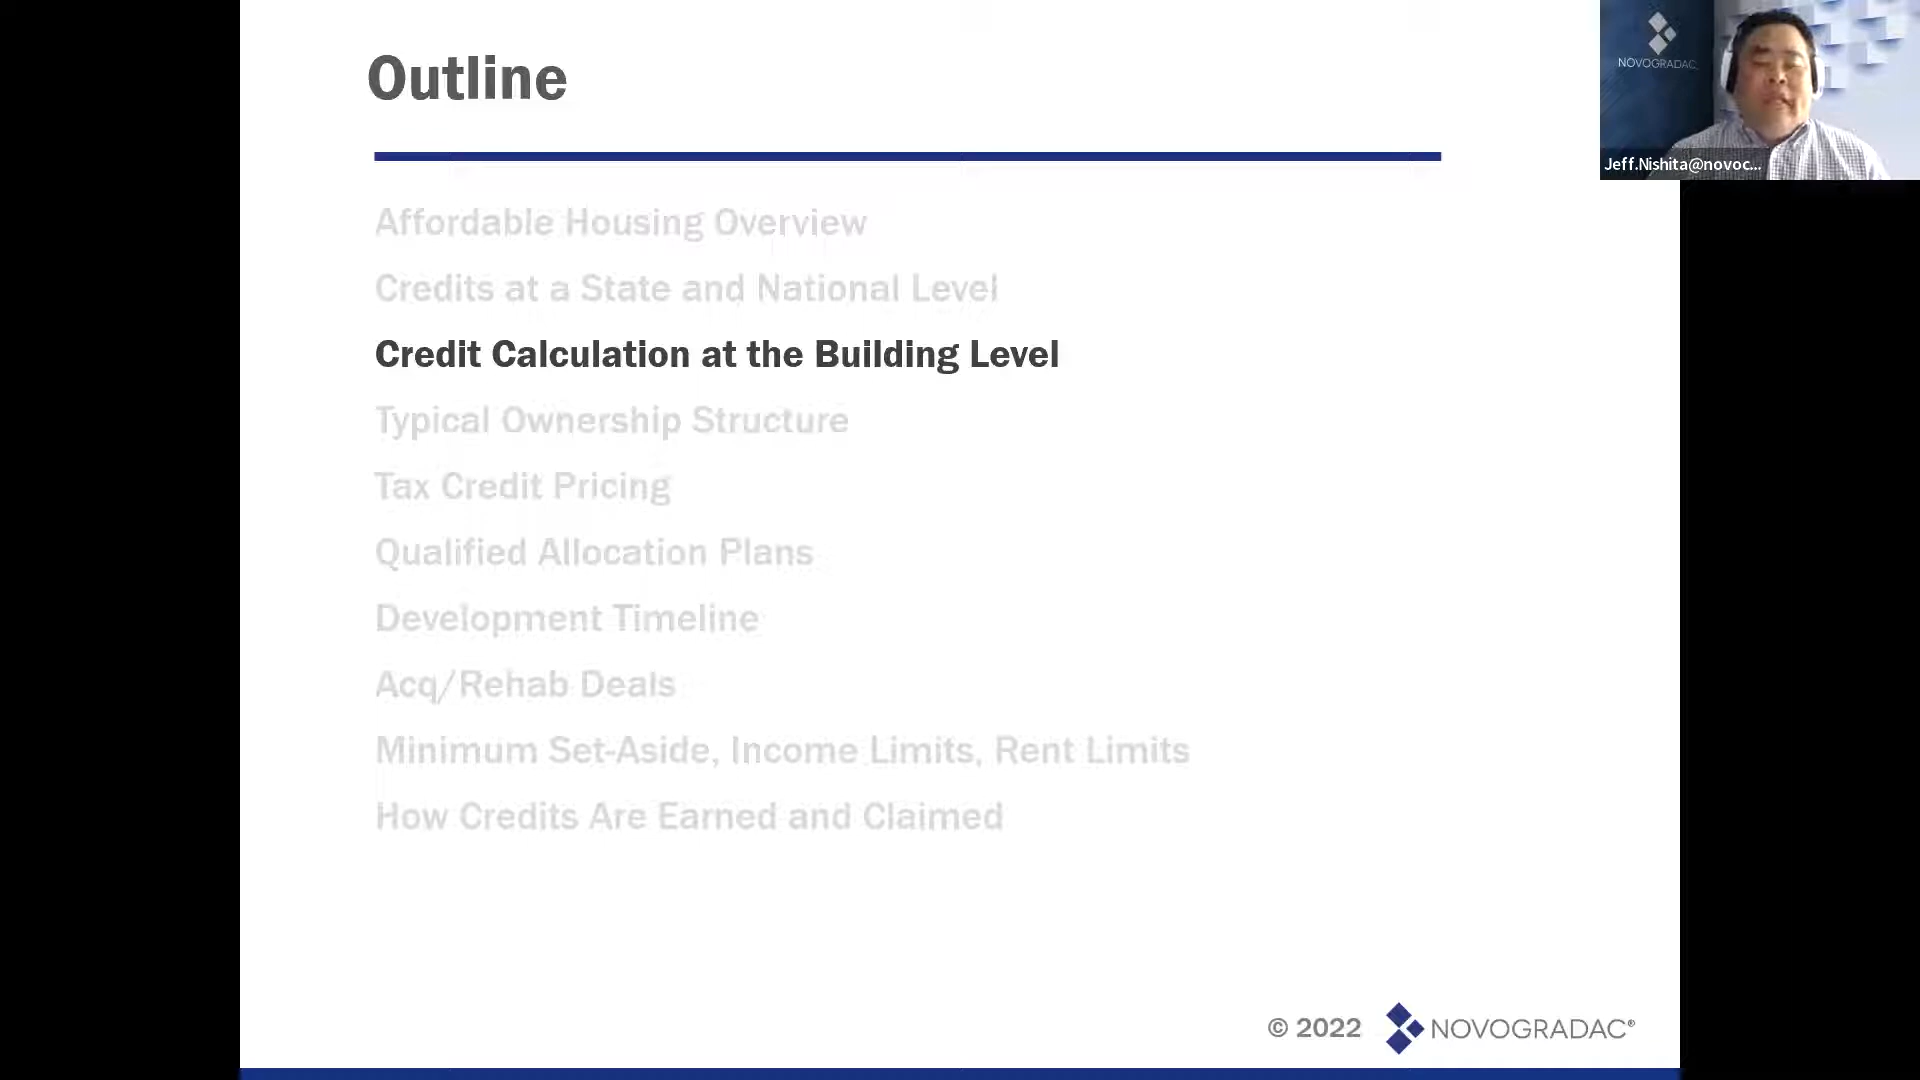 Outline
Affordable Housing Overview
Credits at a State and National Level
Credit Calculation at the Building Level
Typical Ownership Structure
Tax Credit Pricing
Qualified Allocation Plans
Development Timeline
Acq/Rehab Deals
Minimum Set-Aside, Income Limits, Rent Limits
How Credits Are Earned and Claimed
© 2022 NOVOGRADAC®
NOVOGRADAC
Jeff.Nishita@novoc...